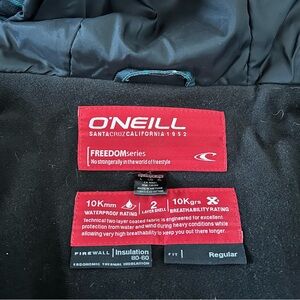 O'NEILL
SANTA CRUZ CALIFORNIA 1952
FREEDOMseries
No strongerally in the world of freestyle
10Kmm
WATERPROOF RATING
2
LAYER SHELL
10Kgrs
BREATHABILITY RATING
Technical two layer coated fabric is engineered for excellent
protection from water and wind during heavy conditions while
allowing very high breathability to keep you out there longer.
FIREWALL Insulation
80-60
ERGONOMIC THERMAL INSULATION
FIT Regular